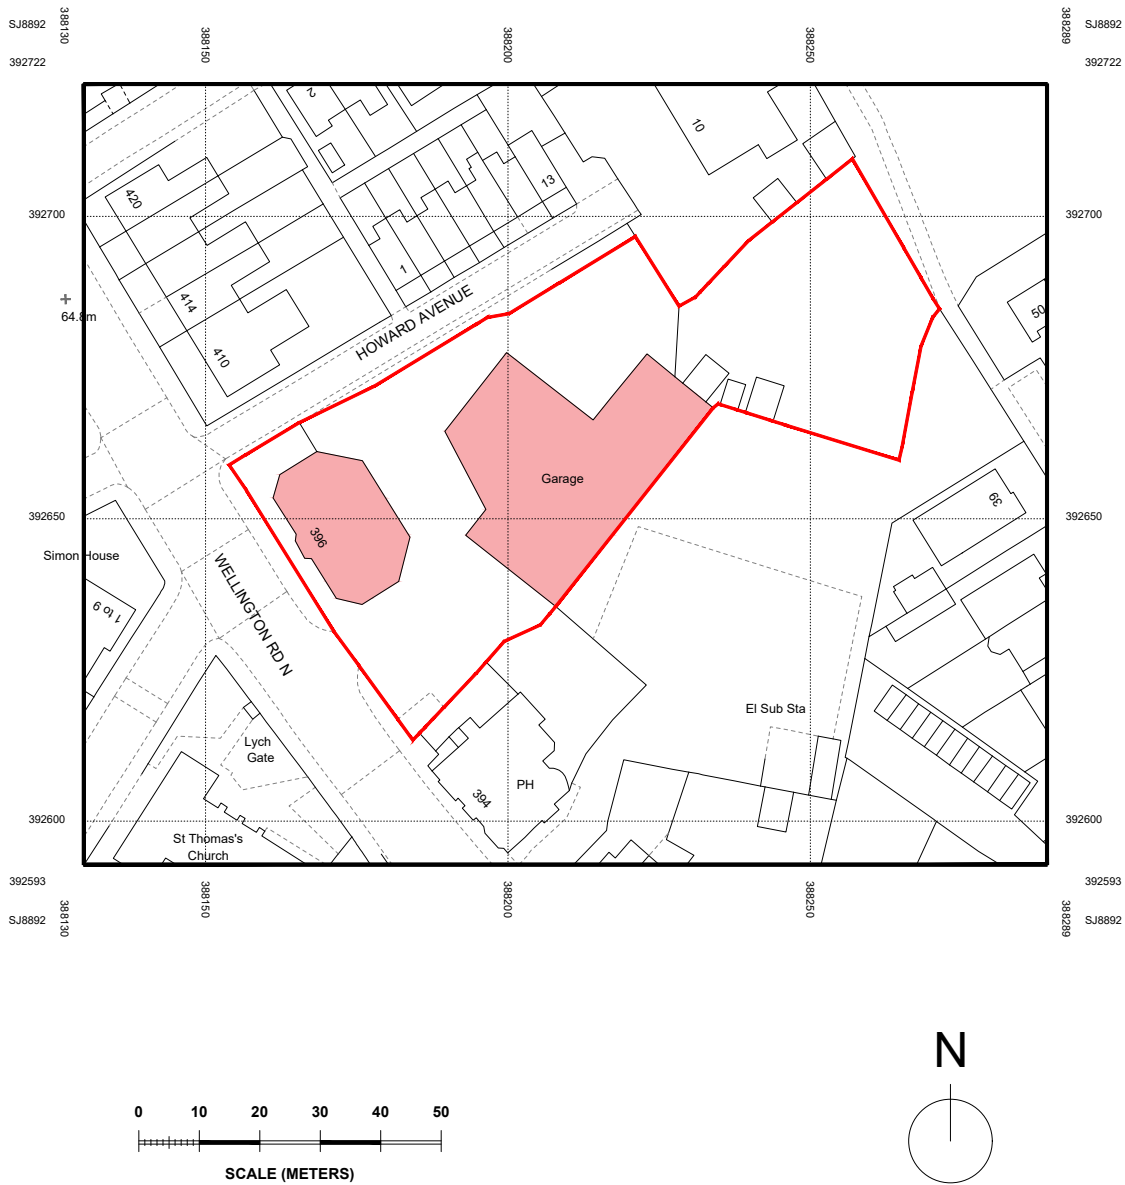 SJ8892
388130
388150
388200
388250
388289
SJ8892
392722
392722
2
10
420
13
392700
392700
1
414
64.8m
HOWARD AVENUE
50
410
Garage
39
392650
392650
396
Simon House
WELLINGTON RD N
1to 9
El Sub Sta
Lych
Gate
PH
394
392600
392600
St Thomas's
Church
392593
392593
388130
388150
388200
388250
388289
SJ8892
SJ8892
N
0 10 20 30 40 50
SCALE (METERS)